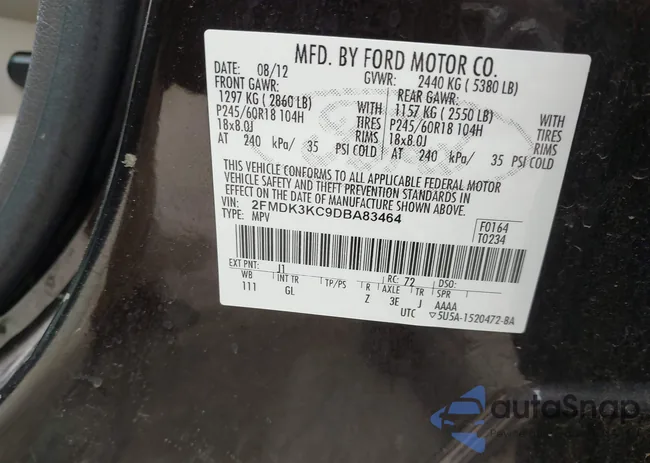 MFD. BY FORD MOTOR CO.
DATE: 08/12 GVWR: 2440 KG ( 5380 LB)
FRONT GAWR: REAR GAWR:
1297 KG ( 2860 LB) WITH 1157 KG ( 2550 LB) WITH
P245/60R18 104H TIRES P245/60R18 104H TIRES
18x8.0J RIMS 18x8.0J RIMS
AT 240 kPa/ 35 PSI COLD AT 240 kPa/ 35 PSI COLD
THIS VEHICLE CONFORMS TO ALL APPLICABLE FEDERAL MOTOR
VEHICLE SAFETY AND THEFT PREVENTION STANDARDS IN
EFFECT ON THE DATE OF MANUFACTURE SHOWN ABOVE.
VIN: 2FMDK3KC9DBA83464
TYPE: MPV
F0164
T0234
EXT PNT: J1 RC: 72 DSO:
WB INT TR TP/PS R AXLE TR SPR
111 GL Z 3E J AAAA
UTC ▽5U5A-1520472-BA
autoSnap